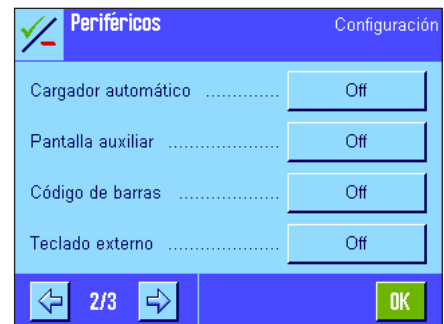 Periféricos Configuración
Cargador automático .............. Off
Pantalla auxiliar ..................... Off
Código de barras ................... Off
Teclado externo ..................... Off
2/3 OK